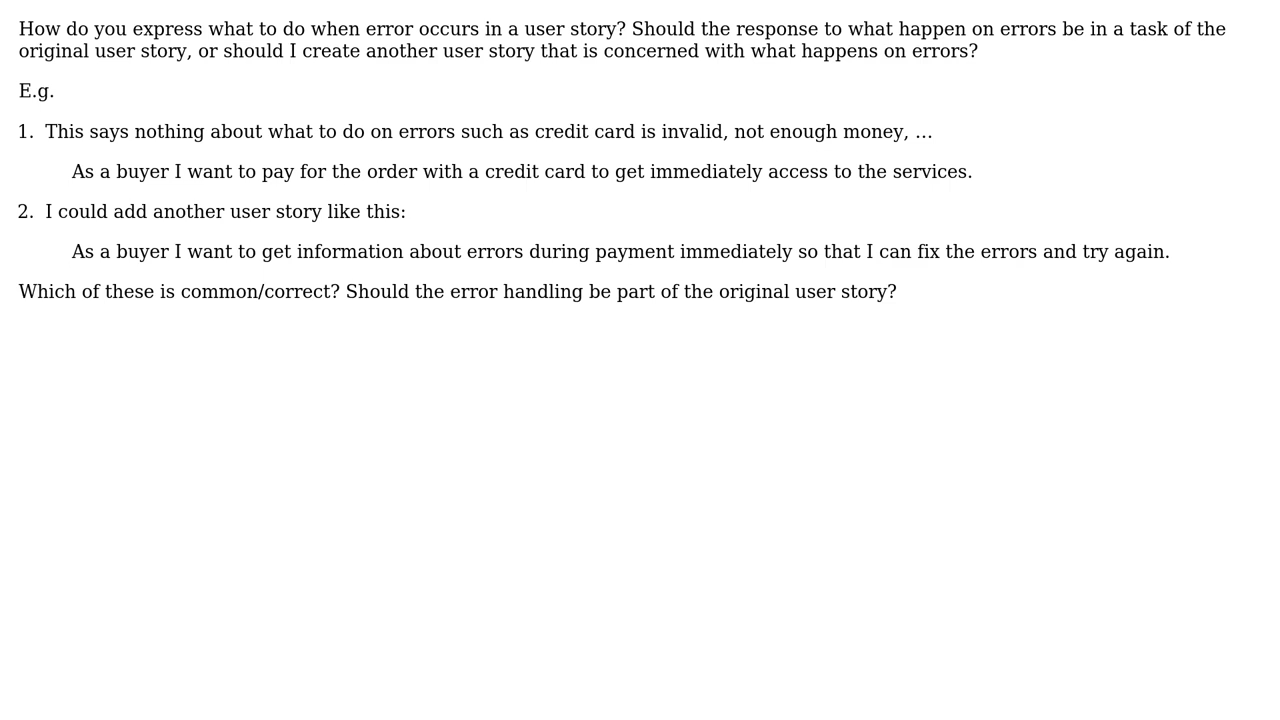 How do you express what to do when error occurs in a user story? Should the response to what happen on errors be in a task of the
original user story, or should I create another user story that is concerned with what happens on errors?
E.g.
1. This says nothing about what to do on errors such as credit card is invalid, not enough money, ...
As a buyer I want to pay for the order with a credit card to get immediately access to the services.
2. I could add another user story like this:
As a buyer I want to get information about errors during payment immediately so that I can fix the errors and try again.
Which of these is common/correct? Should the error handling be part of the original user story?